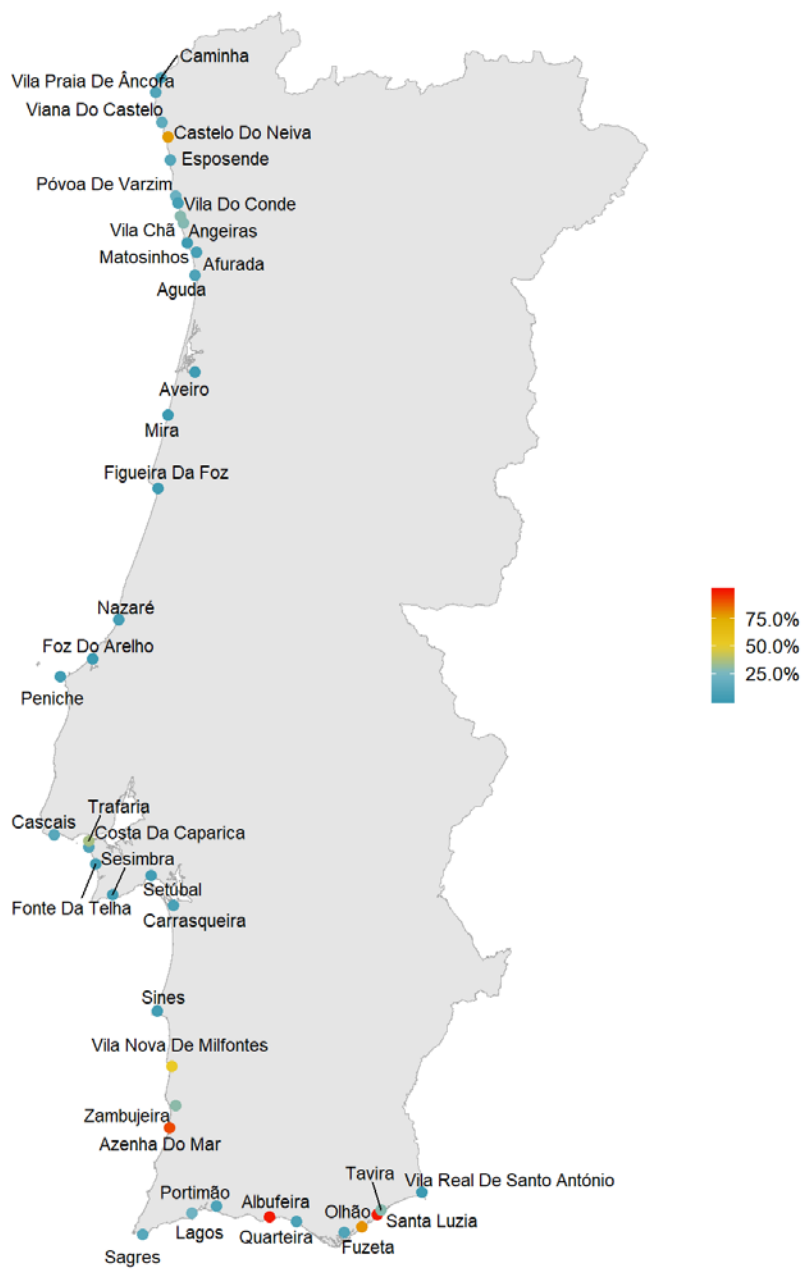 Caminha
Vila Praia De Âncora
Viana Do Castelo
Castelo Do Neiva
Esposende
Póvoa De Varzim
Vila Do Conde
Vila Chã
Angeiras
Matosinhos
Afurada
Aguda
Aveiro
Mira
Figueira Da Foz
Nazaré
75.0%
50.0%
25.0%
Foz Do Arelho
Peniche
Trafaria
Cascais
Costa Da Caparica
Sesimbra
Setúbal
Fonte Da Telha
Carrasqueira
Sines
Vila Nova De Milfontes
Zambujeira
Azenha Do Mar
Tavira
Vila Real De Santo António
Portimão
Albufeira
Olhão
Santa Luzia
Lagos
Quarteira
Fuzeta
Sagres